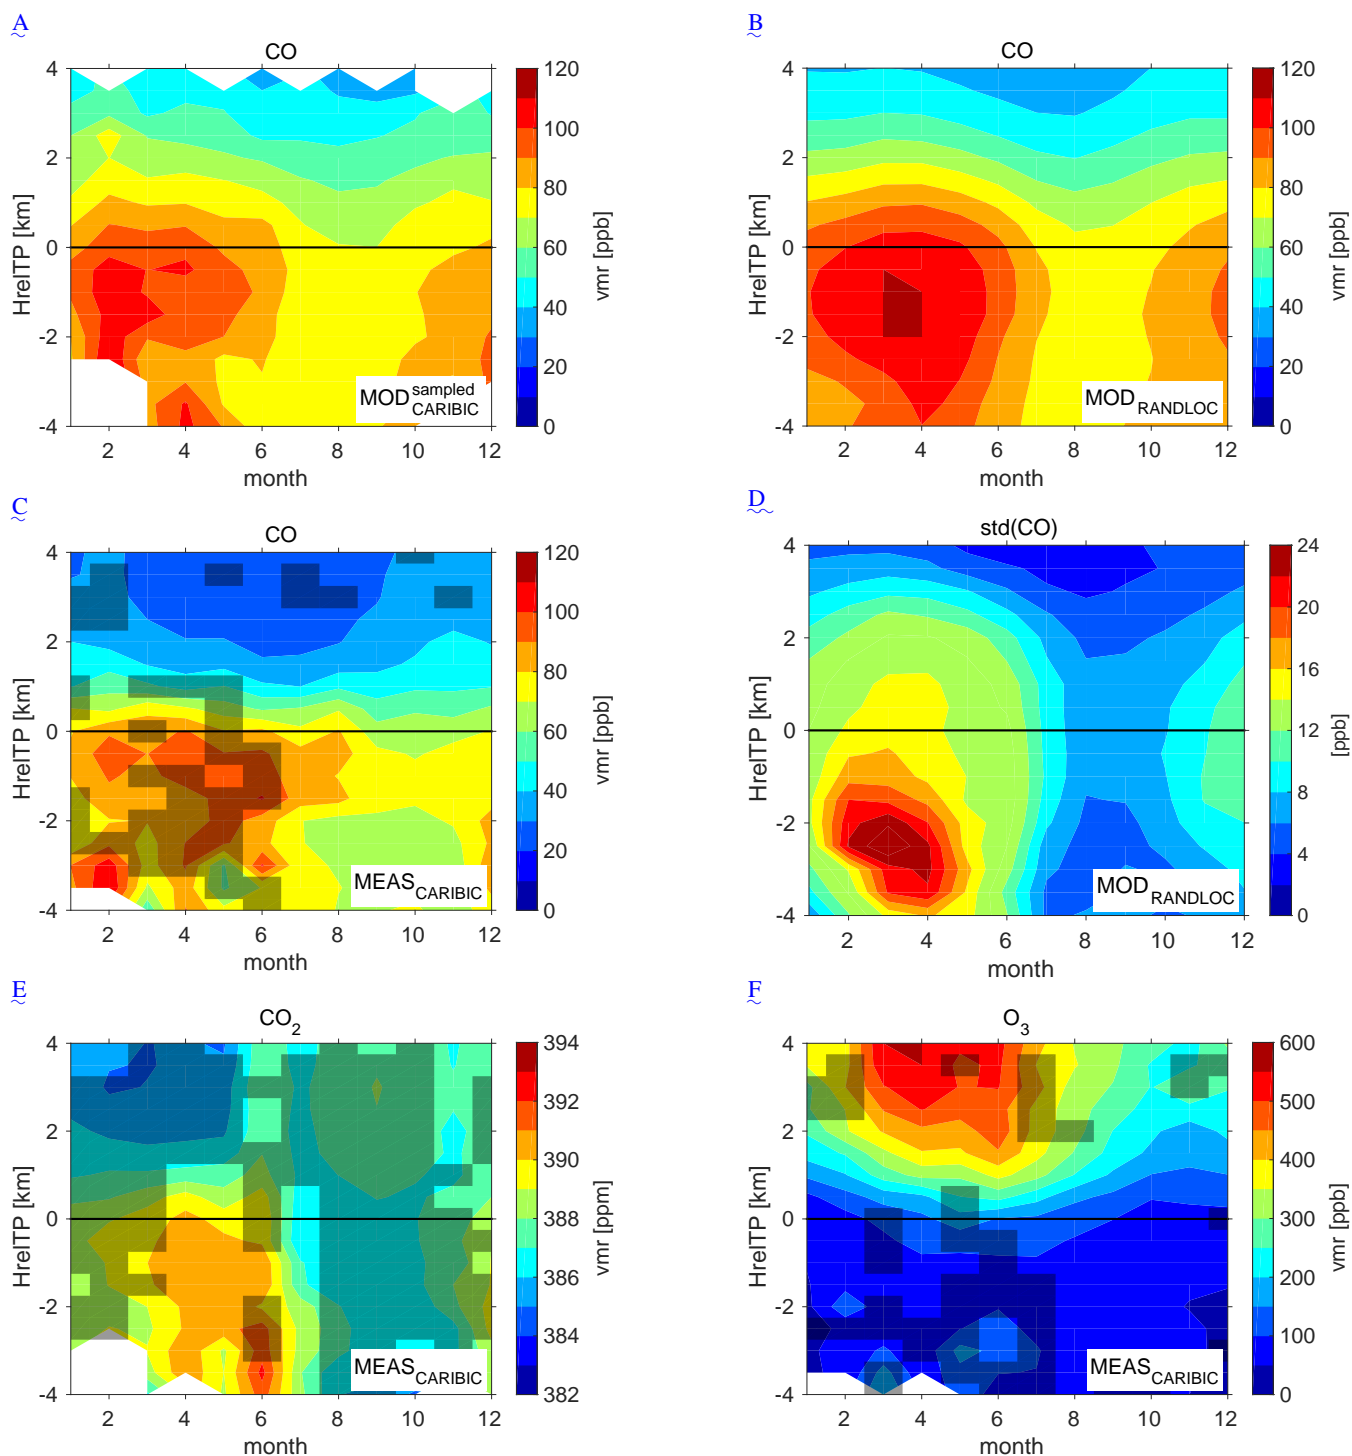 A
CO
4
2
0
-2
-4
HrelTP [km]
2 4 6 8 10 12
month
MOD sampled CARIBIC
120
100
80
60
40
20
0
vmr [ppb]
B
CO
4
2
0
-2
-4
HrelTP [km]
2 4 6 8 10 12
month
MOD RANDLOC
120
100
80
60
40
20
0
vmr [ppb]
C
CO
4
2
0
-2
-4
HrelTP [km]
2 4 6 8 10 12
month
MEAS CARIBIC
120
100
80
60
40
20
0
vmr [ppb]
D
std(CO)
4
2
0
-2
-4
HrelTP [km]
2 4 6 8 10 12
month
MOD RANDLOC
24
20
16
12
8
4
0
[ppb]
E
CO2
4
2
0
-2
-4
HrelTP [km]
2 4 6 8 10 12
month
MEAS CARIBIC
394
392
390
388
386
384
382
vmr [ppm]
F
O3
4
2
0
-2
-4
HrelTP [km]
2 4 6 8 10 12
month
MEAS CARIBIC
600
500
400
300
200
100
0
vmr [ppb]